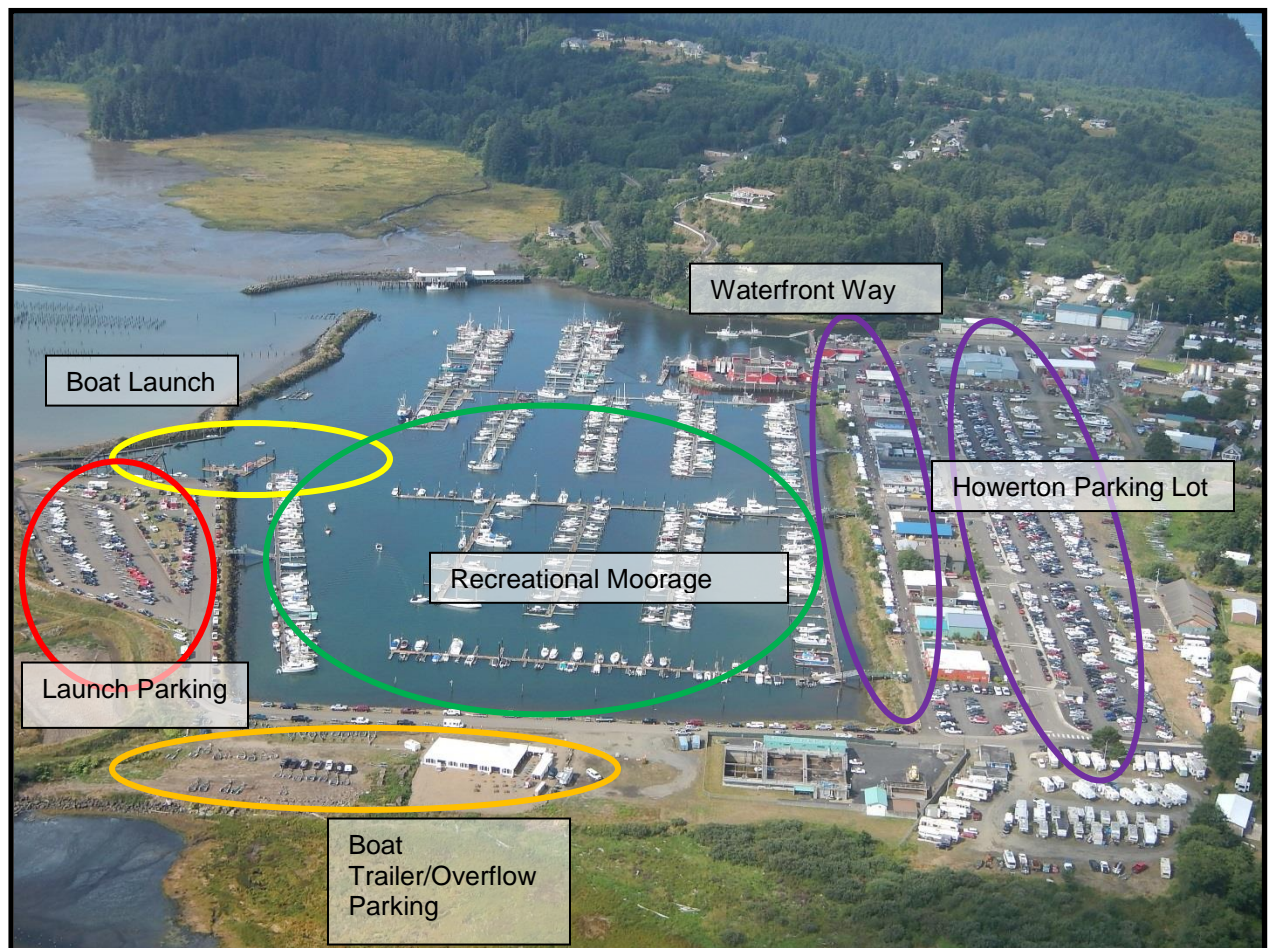 Waterfront Way
Boat Launch
Howerton Parking Lot
Recreational Moorage
Launch Parking
Boat
Trailer/Overflow
Parking